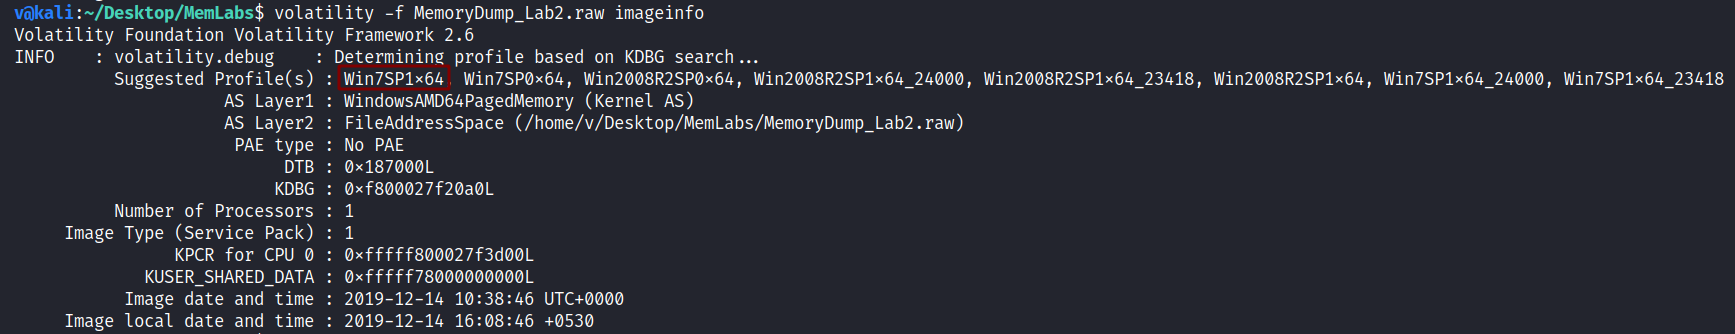 v@kali:~/Desktop/MemLabs$ volatility -f MemoryDump_Lab2.raw imageinfo
Volatility Foundation Volatility Framework 2.6
INFO    : volatility.debug    : Determining profile based on KDBG search...
          Suggested Profile(s) : Win7SP1x64, Win7SP0x64, Win2008R2SP0x64, Win2008R2SP1x64_24000, Win2008R2SP1x64_23418, Win2008R2SP1x64, Win7SP1x64_24000, Win7SP1x64_23418
                     AS Layer1 : WindowsAMD64PagedMemory (Kernel AS)
                     AS Layer2 : FileAddressSpace (/home/v/Desktop/MemLabs/MemoryDump_Lab2.raw)
                      PAE type : No PAE
                           DTB : 0x187000L
                          KDBG : 0xf800027f20a0L
          Number of Processors : 1
     Image Type (Service Pack) : 1
                KPCR for CPU 0 : 0xfffff800027f3d00L
             KUSER_SHARED_DATA : 0xfffff78000000000L
           Image date and time : 2019-12-14 10:38:46 UTC+0000
     Image local date and time : 2019-12-14 16:08:46 +0530